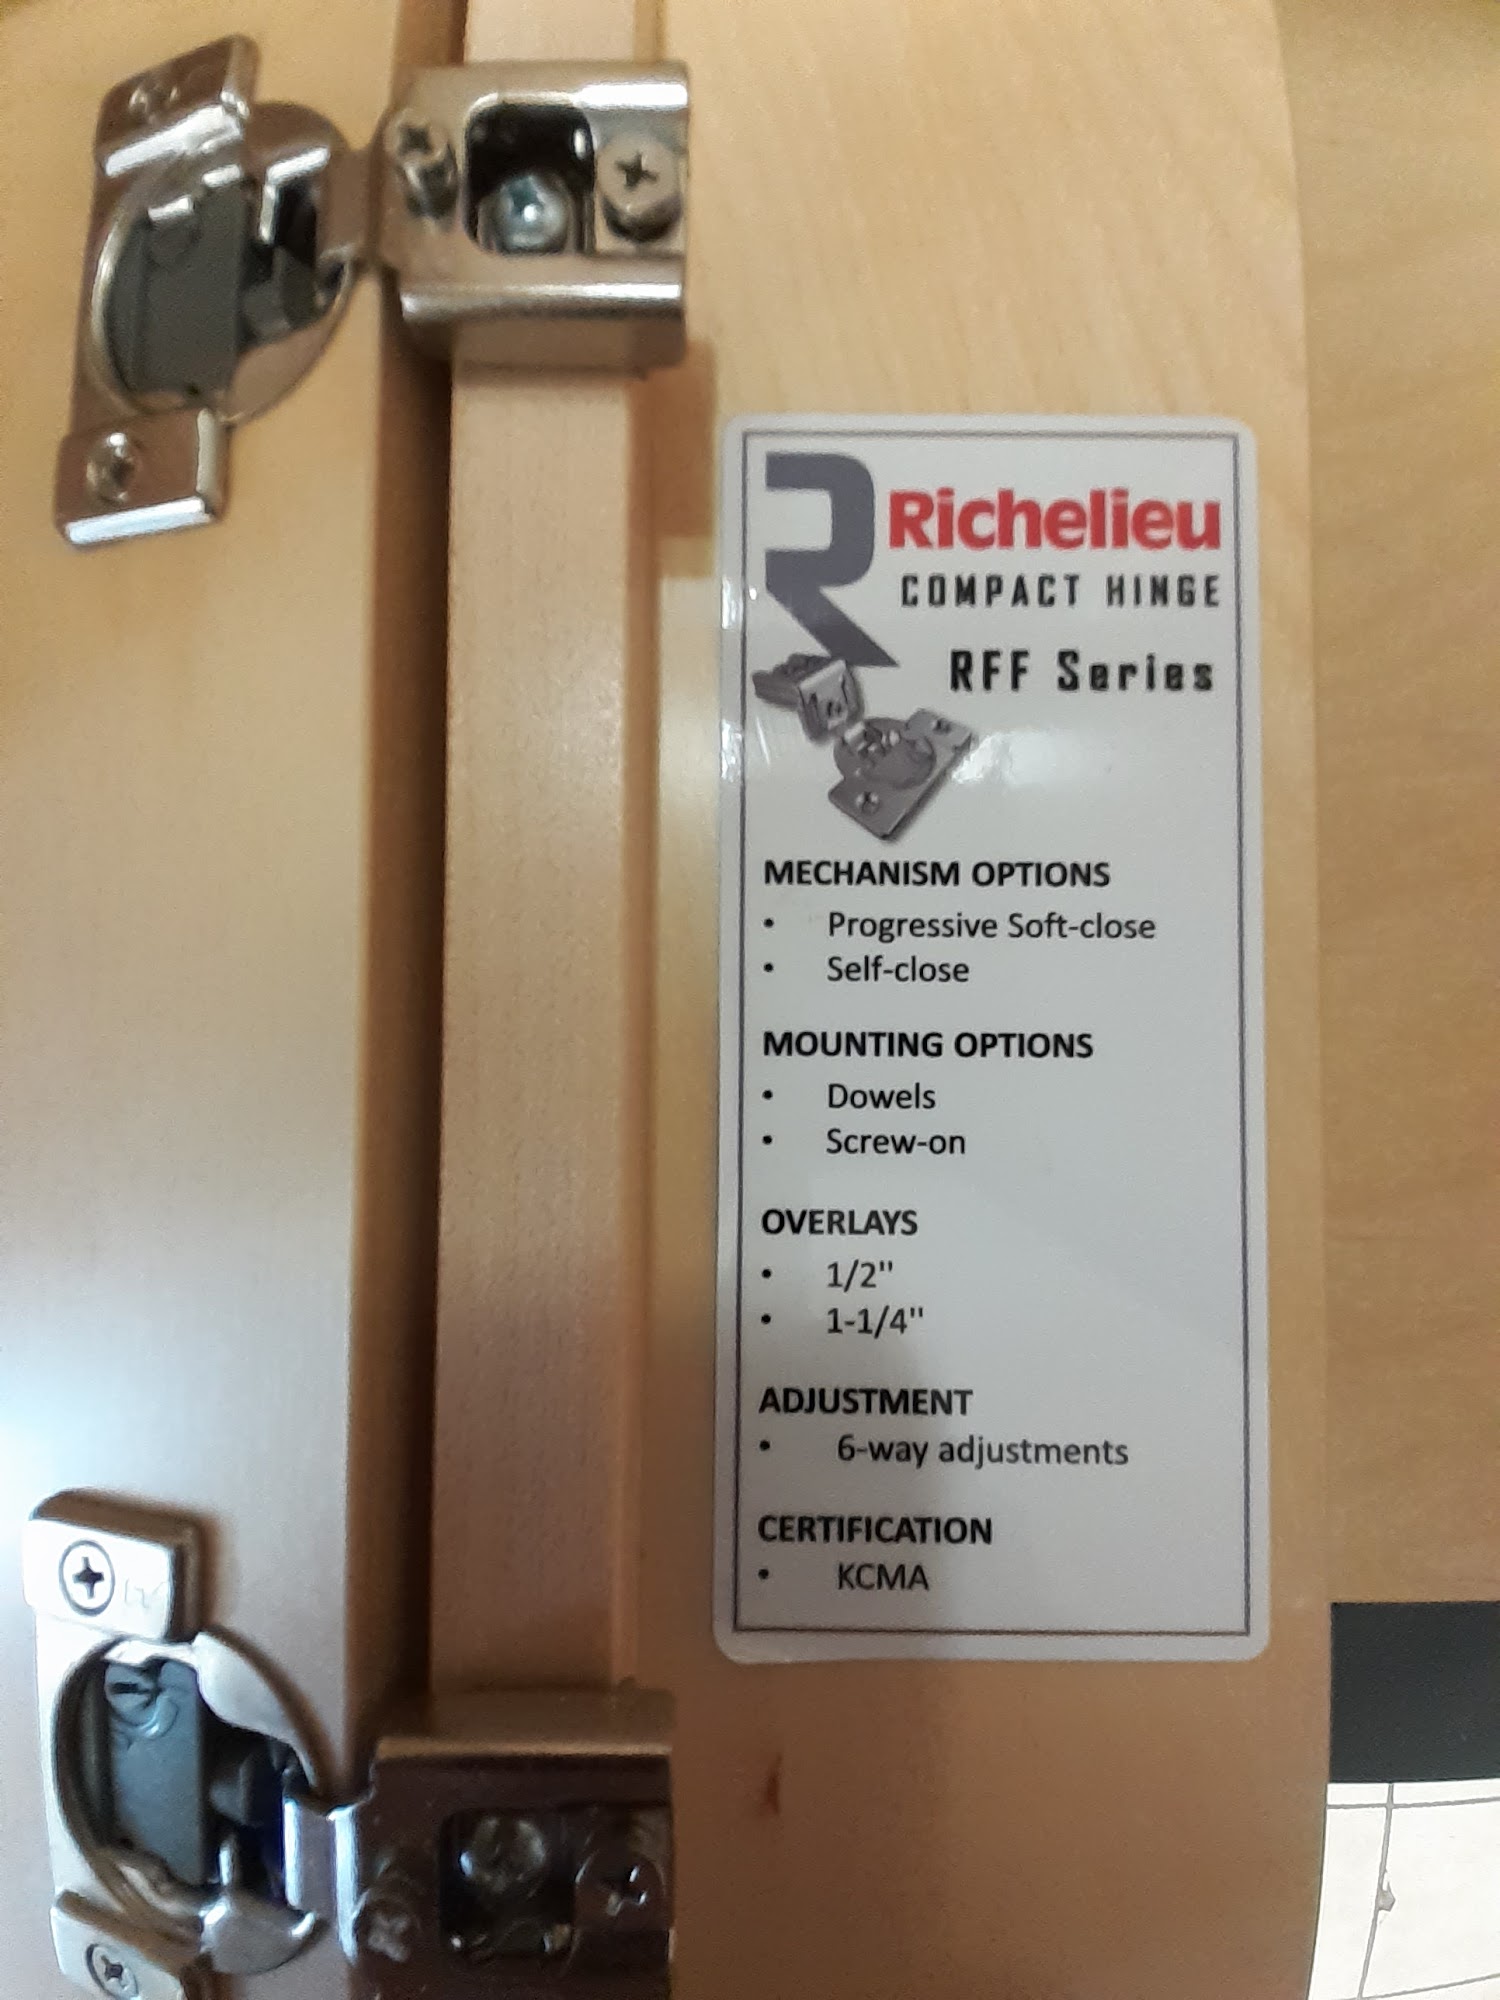 Richelieu
COMPACT HINGE
RFF Series
MECHANISM OPTIONS
• Progressive Soft-close
• Self-close
MOUNTING OPTIONS
• Dowels
• Screw-on
OVERLAYS
• 1/2"
• 1-1/4"
ADJUSTMENT
• 6-way adjustments
CERTIFICATION
• KCMA